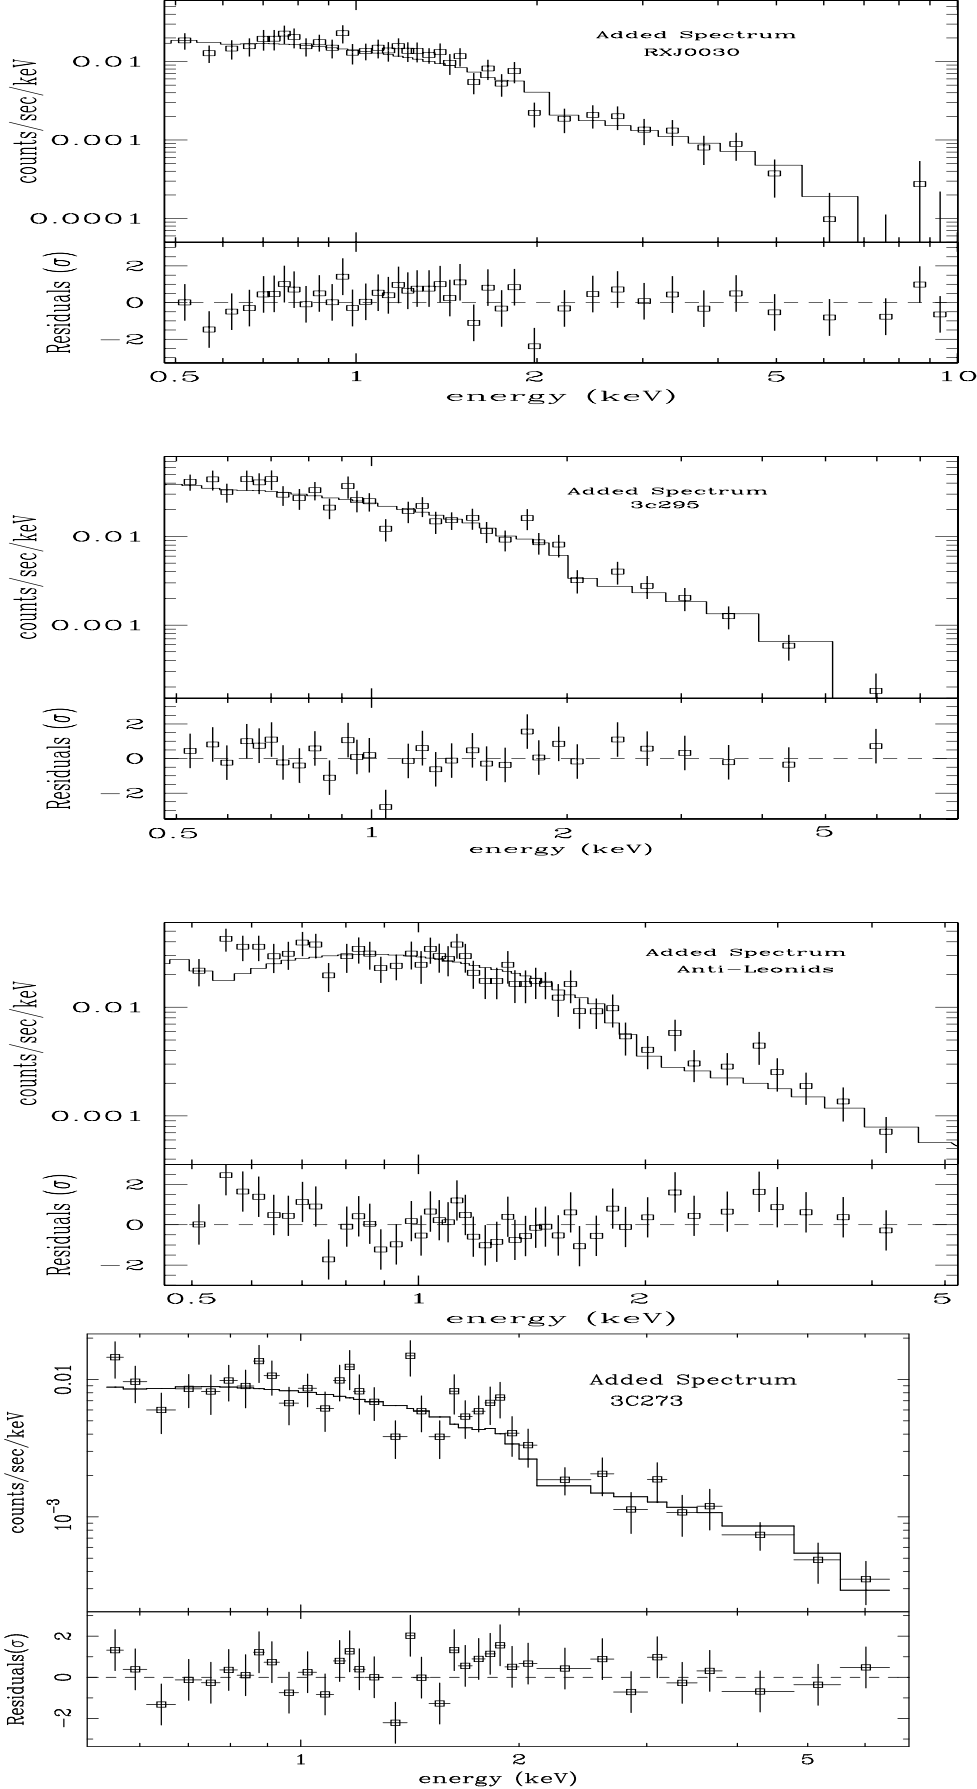 Added Spectrum
RXJ0030
counts/sec/keV
0.01
0.001
0.0001
Residuals (σ)
2
0
−2
0.5 1 2 5 10
energy (keV)
Added Spectrum
3c295
counts/sec/keV
0.01
0.001
Residuals (σ)
2
0
−2
0.5 1 2 5
energy (keV)
Added Spectrum
Anti−Leonids
counts/sec/keV
0.01
0.001
Residuals (σ)
2
0
−2
0.5 1 2 5
energy (keV)
Added Spectrum
3C273
counts/sec/keV
0.01
10⁻³
Residuals(σ)
2
0
-2
1 2 5
energy (keV)